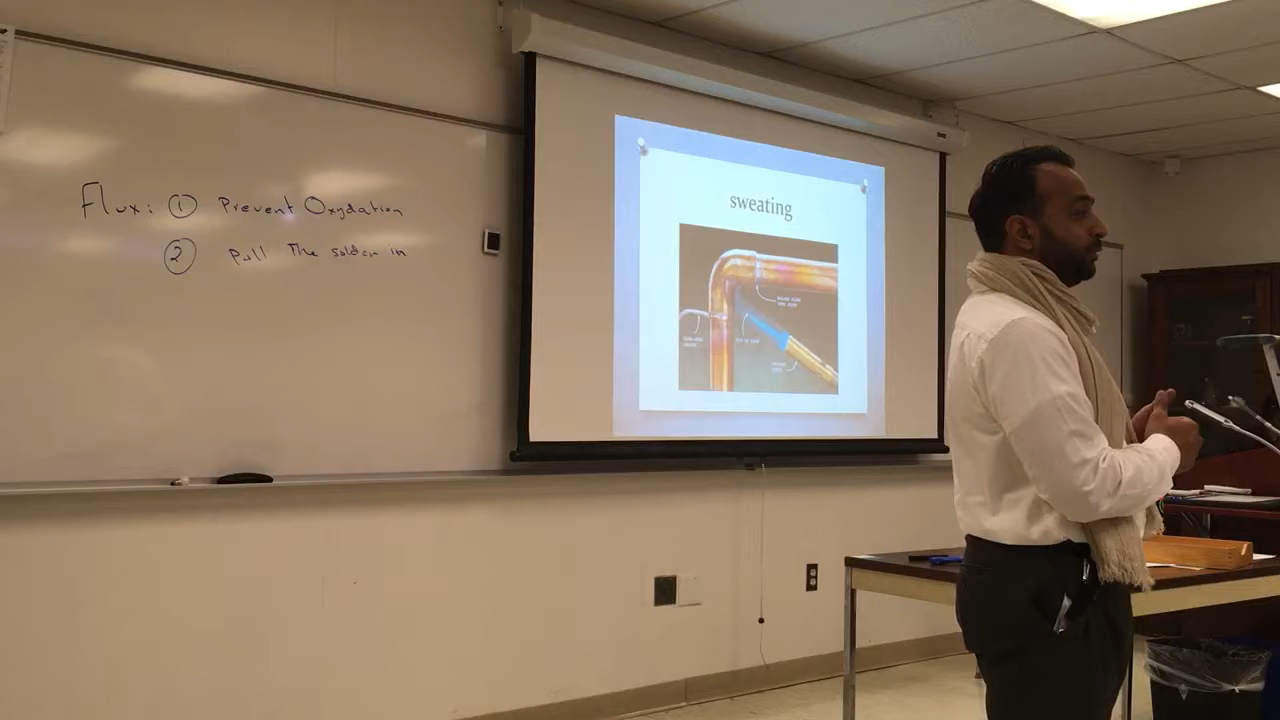 Flux: ① Prevent Oxydation
② Pull The solder in
sweating